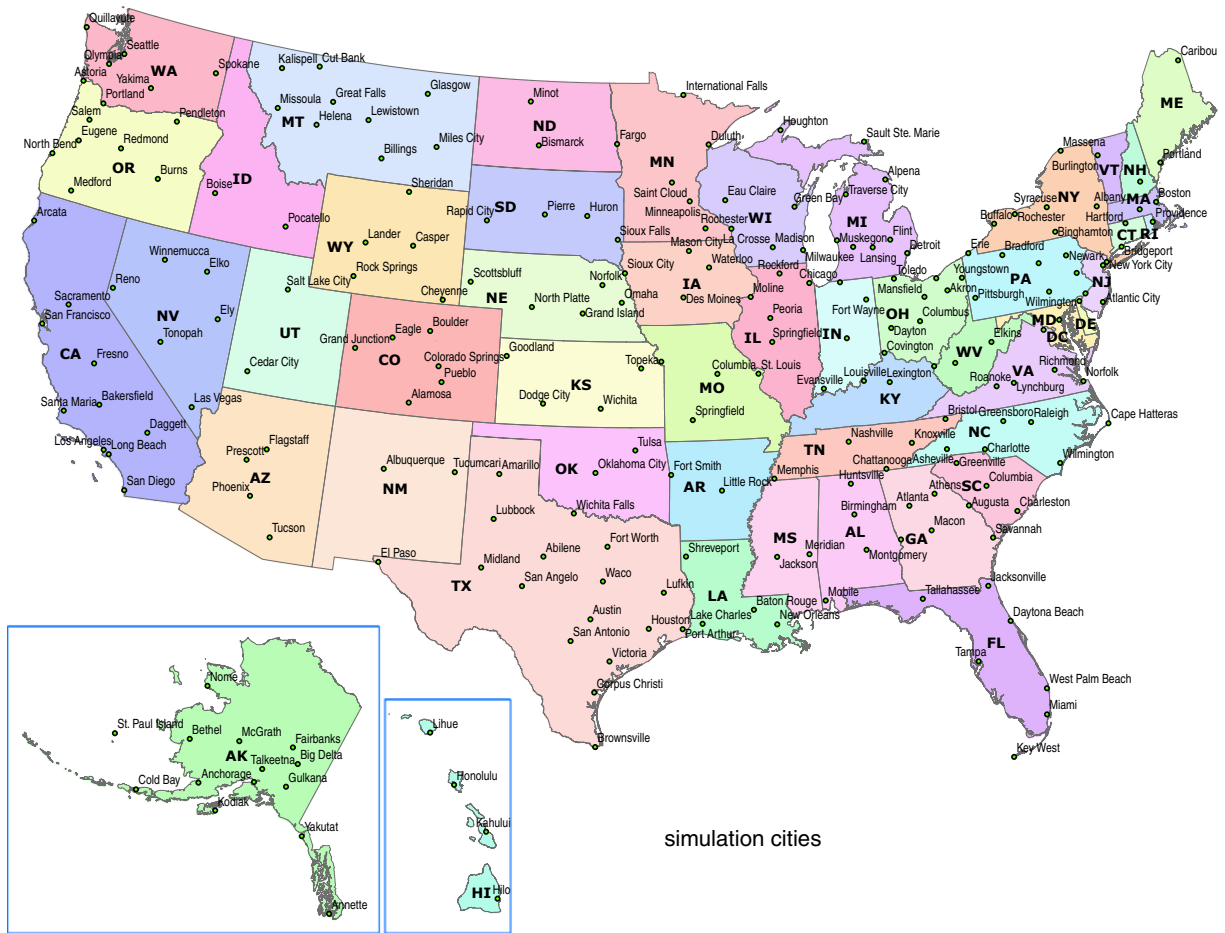 Quillayute
Seattle
Olympia
WA
Spokane
Astoria
Yakima
Portland
Pendleton
Salem
Eugene
Redmond
North Bend
OR
Burns
Medford
ID
Boise
Pocatello
Kalispell
Cut Bank
Glasgow
Missoula
Great Falls
MT
Helena
Lewistown
Miles City
Billings
Minot
ND
Bismarck
Fargo
International Falls
Duluth
MN
Saint Cloud
Minneapolis
Rochester
Houghton
Sault Ste. Marie
Alpena
Traverse City
MI
Muskegon
Flint
Lansing
Detroit
Eau Claire
Green Bay
WI
La Crosse
Madison
Milwaukee
Sheridan
WY
Lander
Casper
Rock Springs
Cheyenne
Rapid City
SD
Pierre
Huron
Sioux Falls
Scottsbluff
NE
Norfolk
North Platte
Omaha
Grand Island
Sioux City
Mason City
Waterloo
IA
Des Moines
Rockford
Chicago
Moline
Peoria
IL
Springfield
Arcata
Winnemucca
Elko
Reno
Ely
NV
Tonopah
Las Vegas
Sacramento
San Francisco
CA
Fresno
Santa Maria
Bakersfield
Daggett
Los Angeles
Long Beach
San Diego
Salt Lake City
UT
Cedar City
Grand Junction
Eagle
Boulder
CO
Colorado Springs
Pueblo
Alamosa
Goodland
Topeka
KS
Dodge City
Wichita
Columbia
St. Louis
MO
Springfield
Fort Wayne
IN
Evansville
Toledo
Mansfield
Akron
Youngstown
OH
Columbus
Dayton
Covington
Louisville
Lexington
KY
Elkins
WV
Caribou
ME
Portland
Massena
Burlington
VT
NH
NY
Syracuse
Albany
MA
Boston
Buffalo
Rochester
Hartford
Providence
Binghamton
CT
RI
Bridgeport
Erie
Bradford
Newark
New York City
PA
Pittsburgh
NJ
Wilmington
Atlantic City
MD
DE
DC
Richmond
VA
Norfolk
Roanoke
Lynchburg
Prescott
Flagstaff
AZ
Phoenix
Tucson
Albuquerque
Tucumcari
NM
Amarillo
Lubbock
El Paso
Midland
Abilene
Fort Worth
Wichita Falls
San Angelo
Waco
TX
Lufkin
Austin
Houston
San Antonio
Port Arthur
Victoria
Corpus Christi
Brownsville
Tulsa
OK
Oklahoma City
Fort Smith
AR
Little Rock
Shreveport
LA
Baton Rouge
Lake Charles
New Orleans
Memphis
TN
Nashville
Knoxville
Chattanooga
Bristol
Greensboro
Raleigh
NC
Cape Hatteras
Asheville
Charlotte
Wilmington
Greenville
SC
Columbia
Charleston
Huntsville
Birmingham
AL
Montgomery
Mobile
MS
Meridian
Jackson
Athens
Atlanta
Augusta
Macon
GA
Savannah
Tallahassee
Jacksonville
Daytona Beach
FL
Tampa
West Palm Beach
Miami
Key West
Nome
St. Paul Island
Bethel
McGrath
Fairbanks
AK
Talkeetna
Big Delta
Cold Bay
Anchorage
Gulkana
Kodiak
Yakutat
Annette
Lihue
Honolulu
Kahului
HI
Hilo
simulation cities